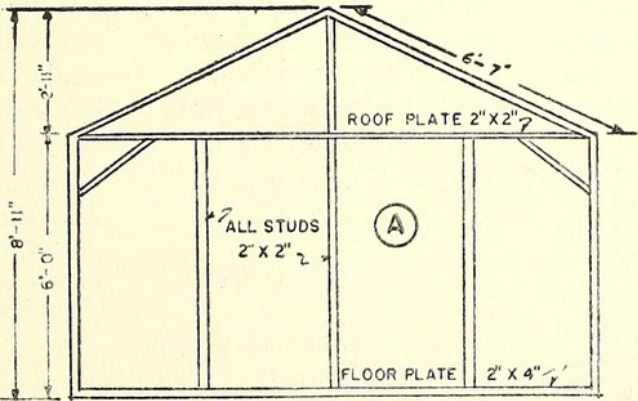 6'-7"
2'-11"
ROOF PLATE 2" X 2"
8'-11"
6'-0"
ALL STUDS
2" X 2"
A
FLOOR PLATE 2" X 4"